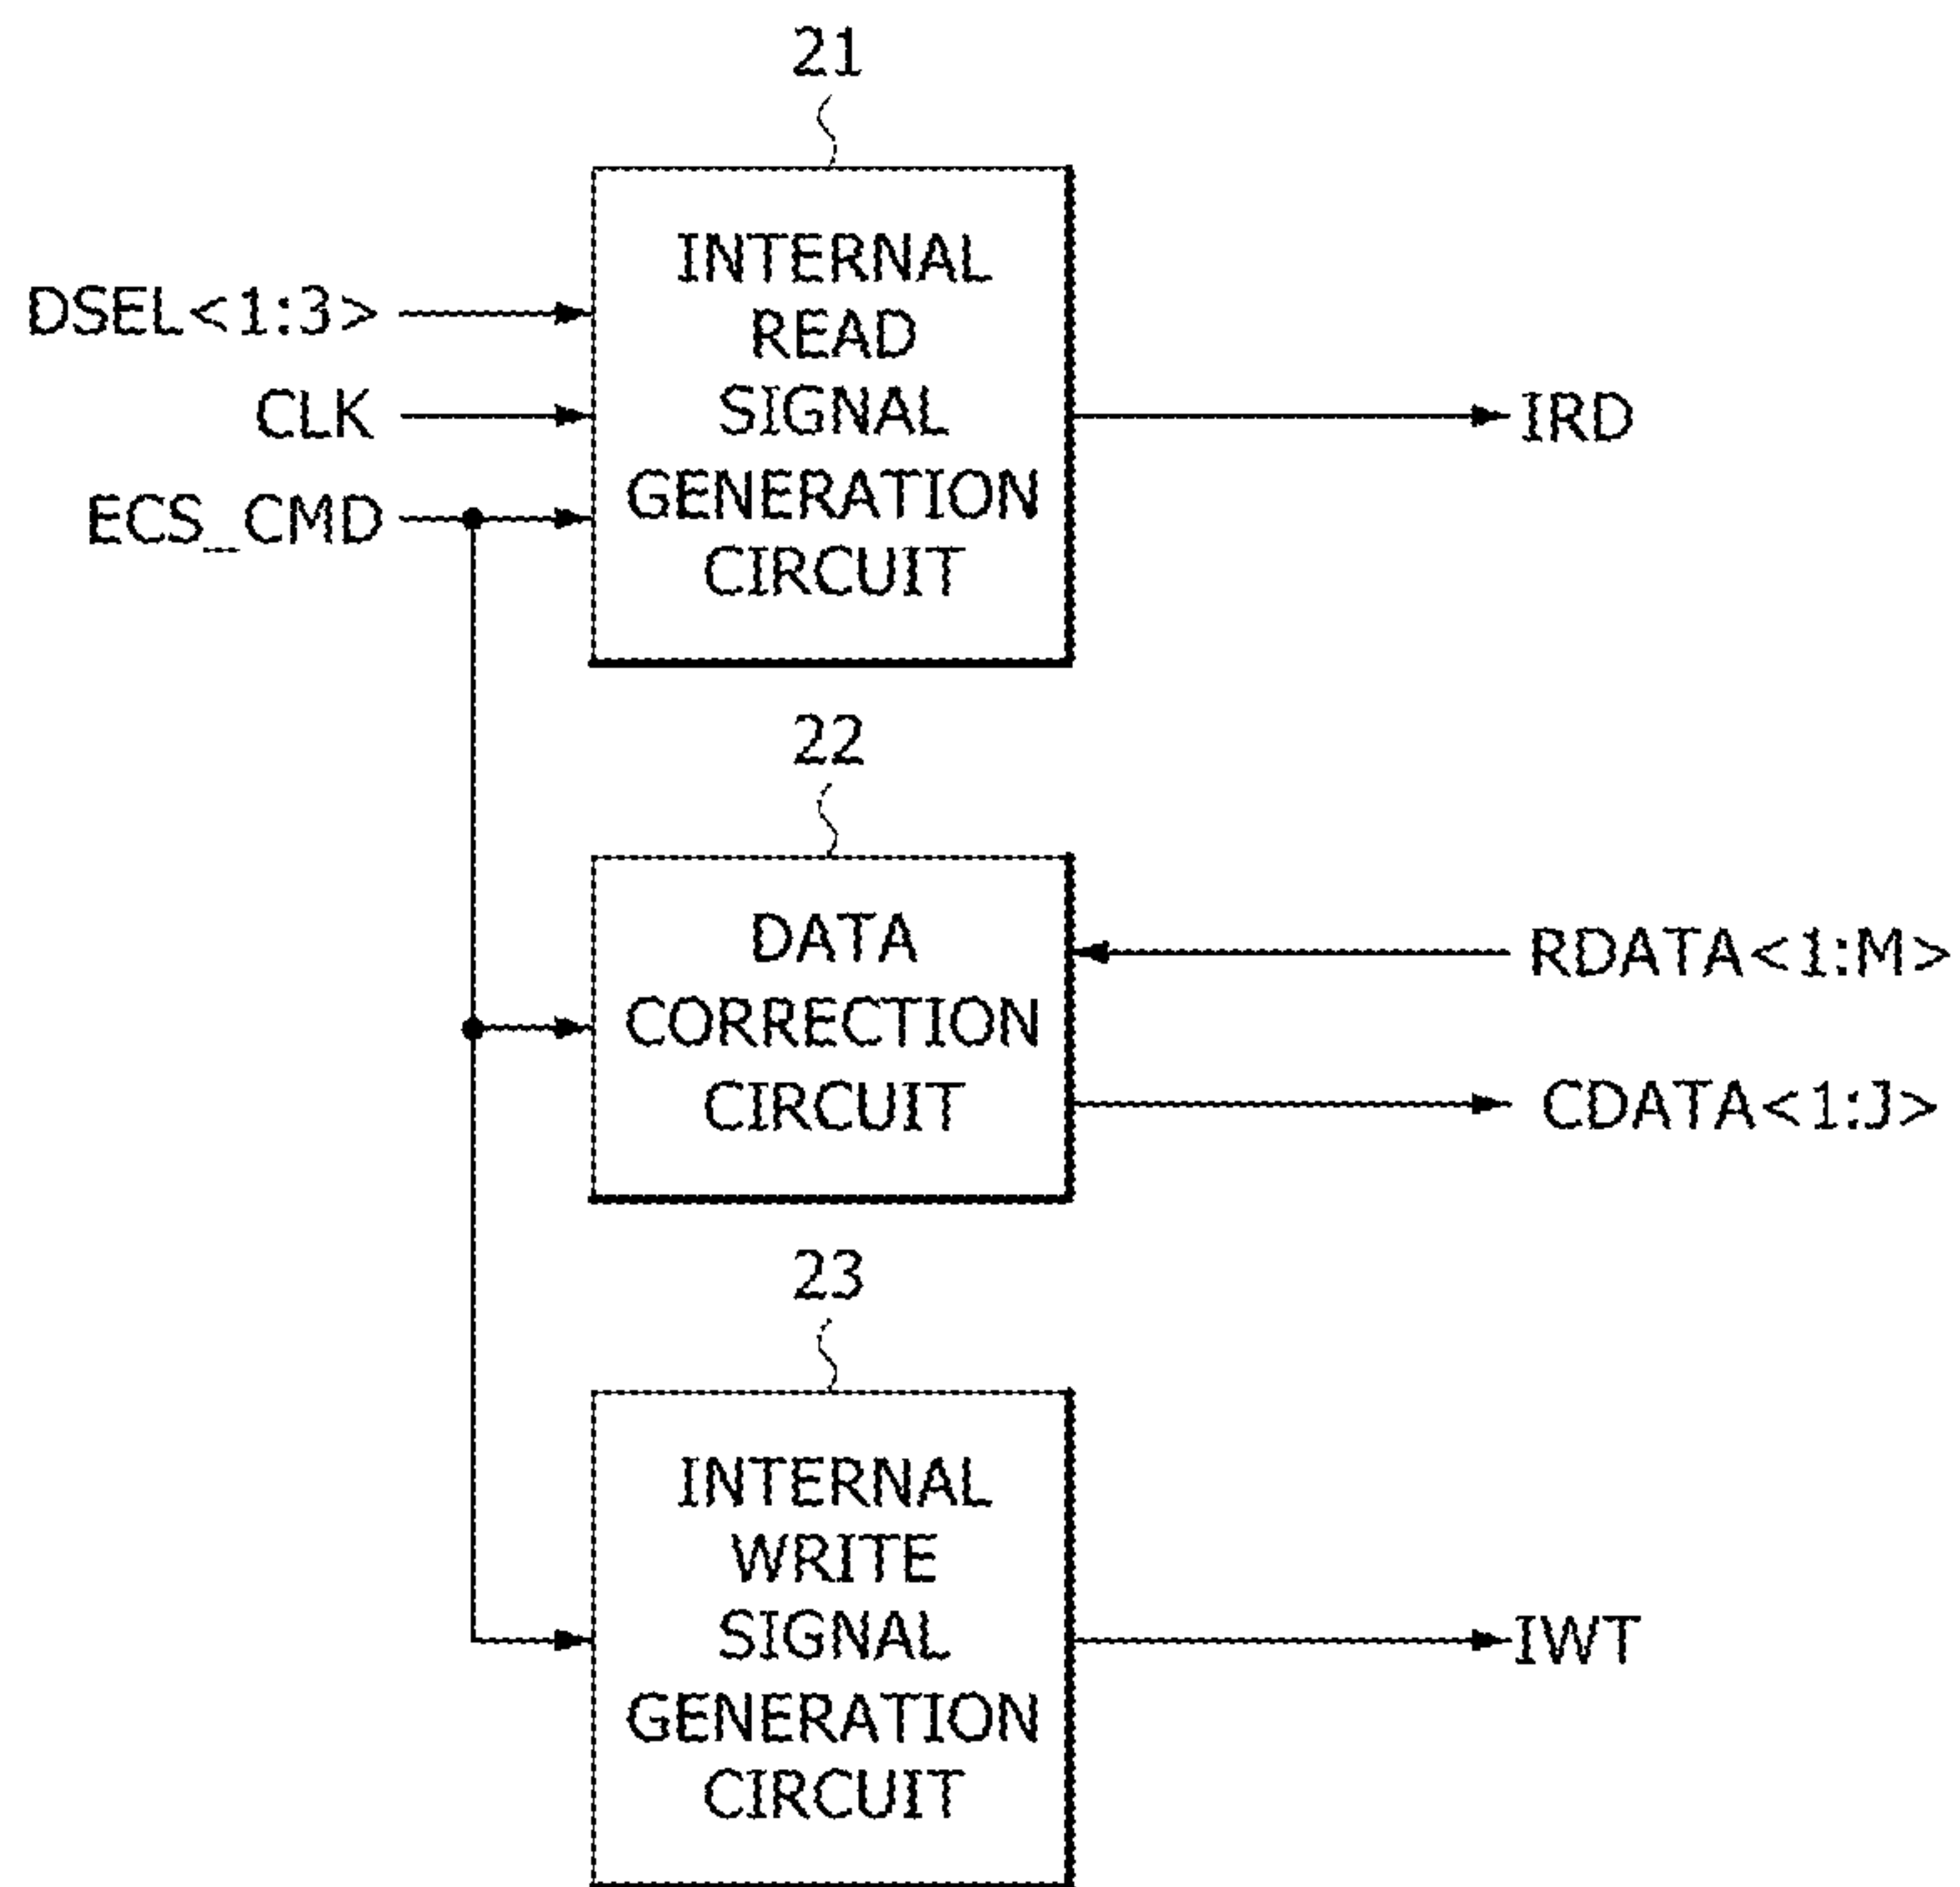 21
INTERNAL
READ
SIGNAL
GENERATION
CIRCUIT
DSEL<1:3>
CLK
ECS_CMD
IRD
22
DATA
CORRECTION
CIRCUIT
RDATA<1:M>
CDATA<1:J>
23
INTERNAL
WRITE
SIGNAL
GENERATION
CIRCUIT
IWT